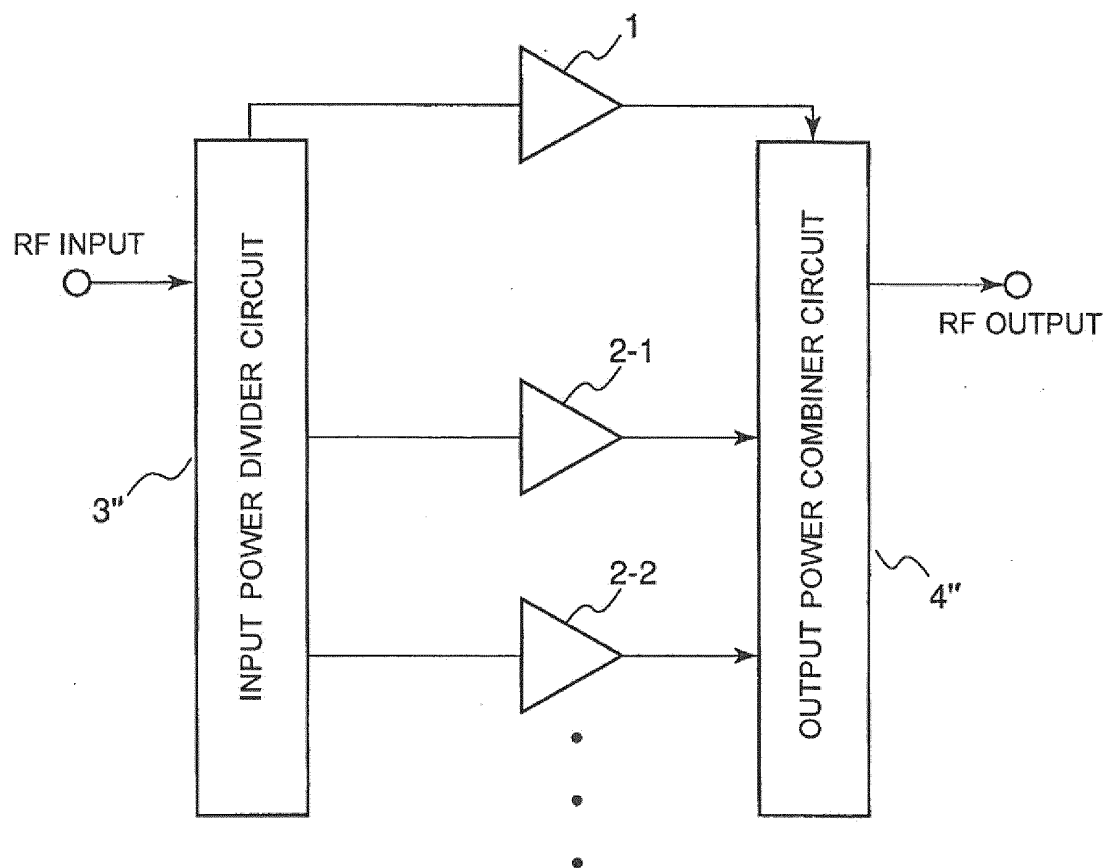 1
RF INPUT
INPUT POWER DIVIDER CIRCUIT
3"
2-1
2-2
OUTPUT POWER COMBINER CIRCUIT
RF OUTPUT
4"